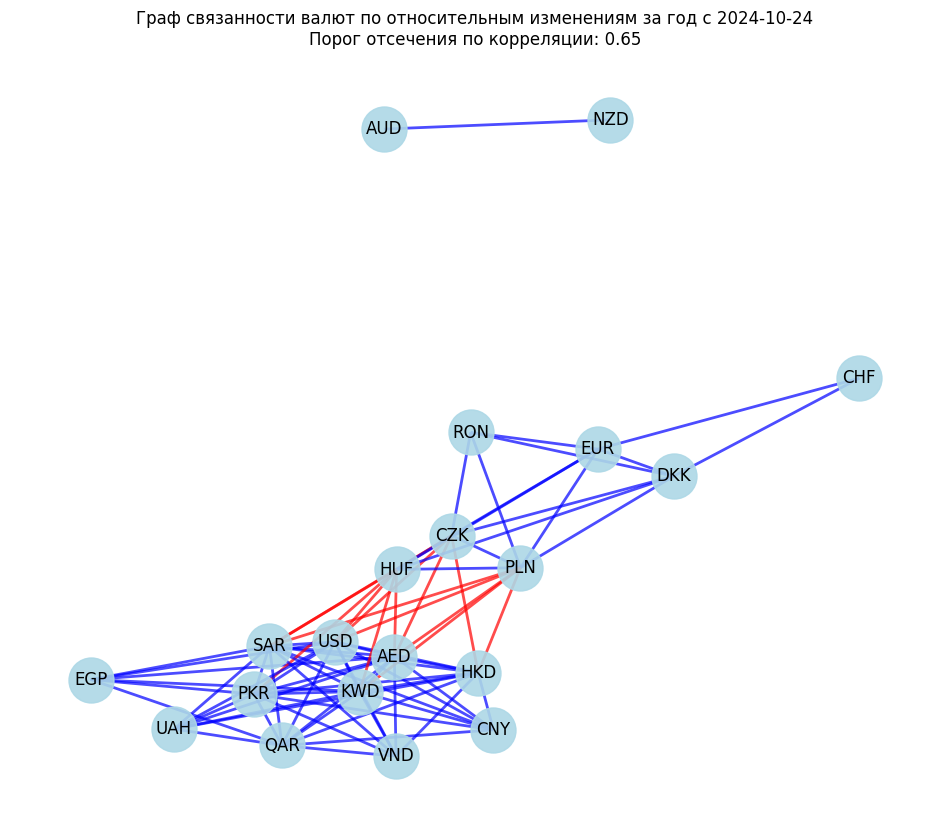 Граф связанности валют по относительным изменениям за год с 2024-10-24
Порог отсечения по корреляции: 0.65
AUD
NZD
CHF
RON
EUR
DKK
CZK
HUF
PLN
SAR
USD
AED
HKD
EGP
PKR
KWD
UAH
QAR
VND
CNY